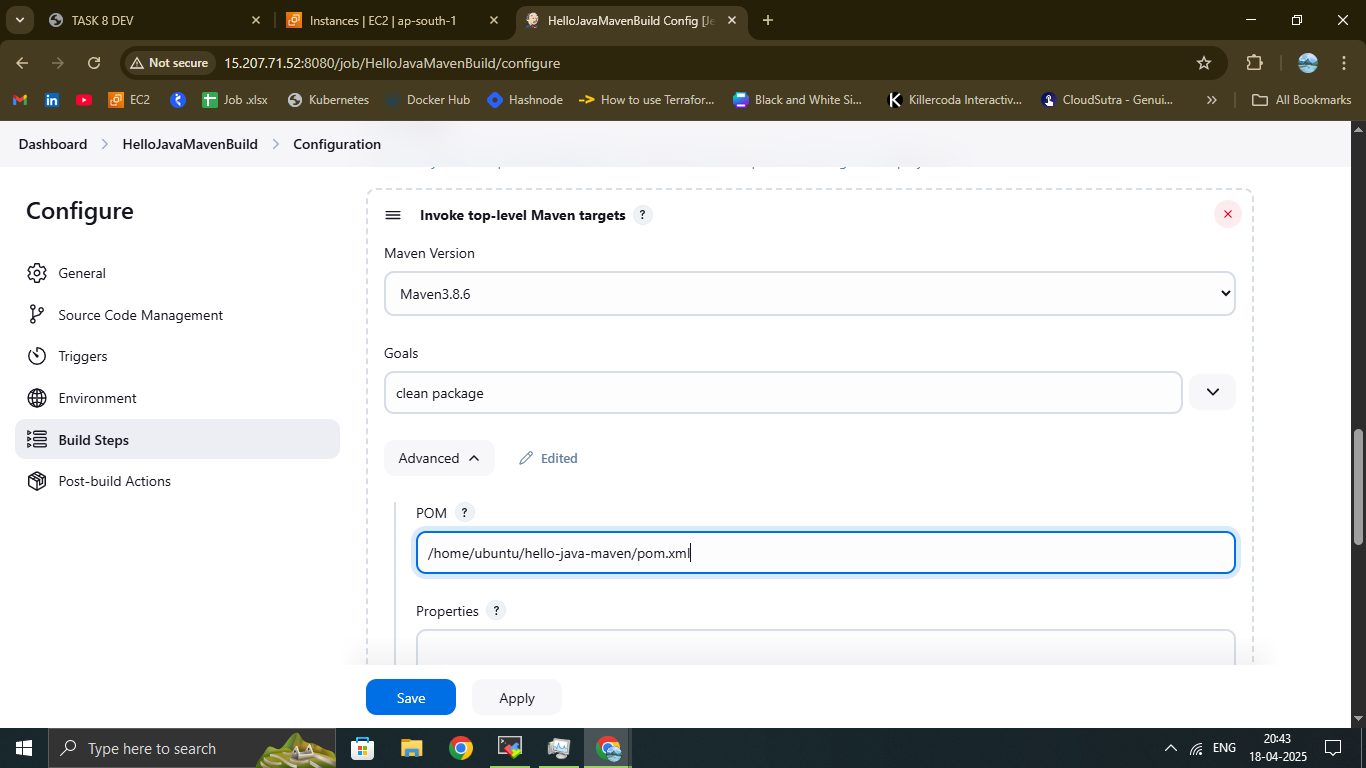 TASK 8 DEV
Instances | EC2 | ap-south-1
HelloJavaMavenBuild Config [Je
Not secure
15.207.71.52:8080/job/HelloJavaMavenBuild/configure
EC2
Job .xlsx
Kubernetes
Docker Hub
Hashnode
How to use Terrafor...
Black and White Si...
Killercoda Interactiv...
CloudSutra - Genui...
»
All Bookmarks
Dashboard > HelloJavaMavenBuild > Configuration
Configure
General
Source Code Management
Triggers
Environment
Build Steps
Post-build Actions
Invoke top-level Maven targets ?
Maven Version
Maven3.8.6
Goals
clean package
Advanced
Edited
POM ?
/home/ubuntu/hello-java-maven/pom.xml
Properties ?
Save
Apply
Type here to search
ENG
20:43
18-04-2025